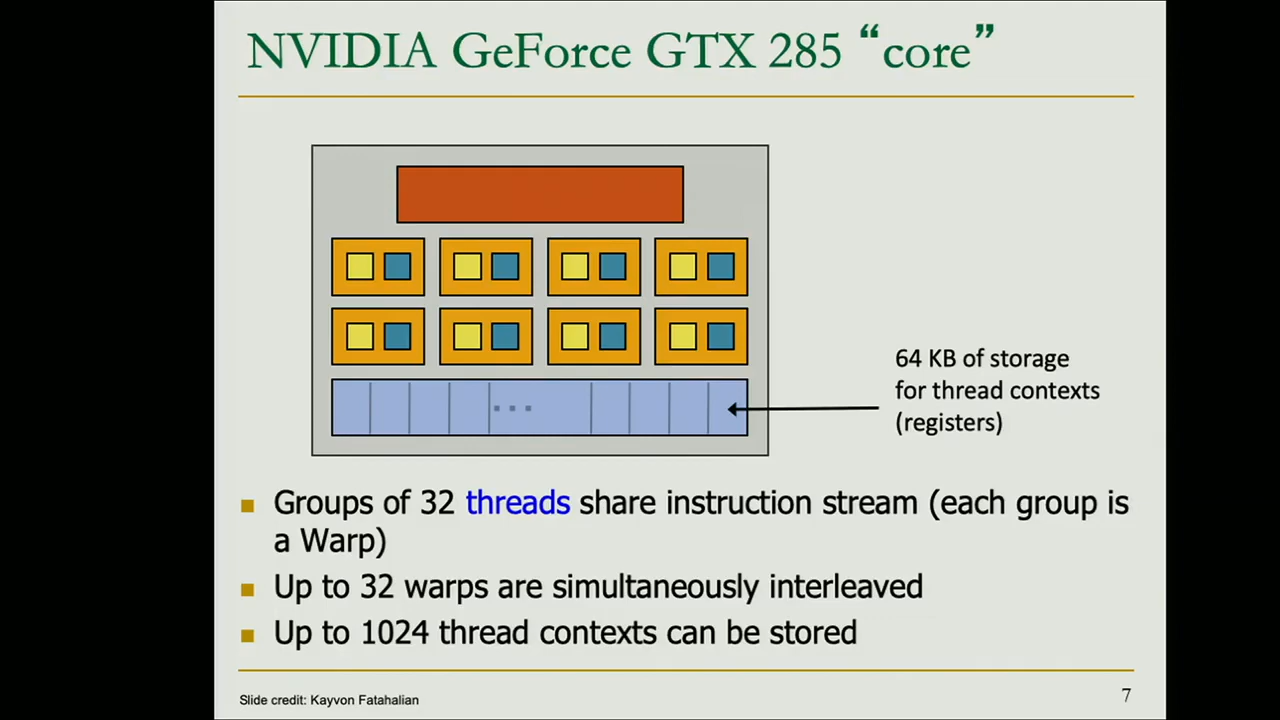 NVIDIA GeForce GTX 285 “core”
64 KB of storage
for thread contexts
(registers)
Groups of 32 threads share instruction stream (each group is
a Warp)
Up to 32 warps are simultaneously interleaved
Up to 1024 thread contexts can be stored
Slide credit: Kayvon Fatahalian
7